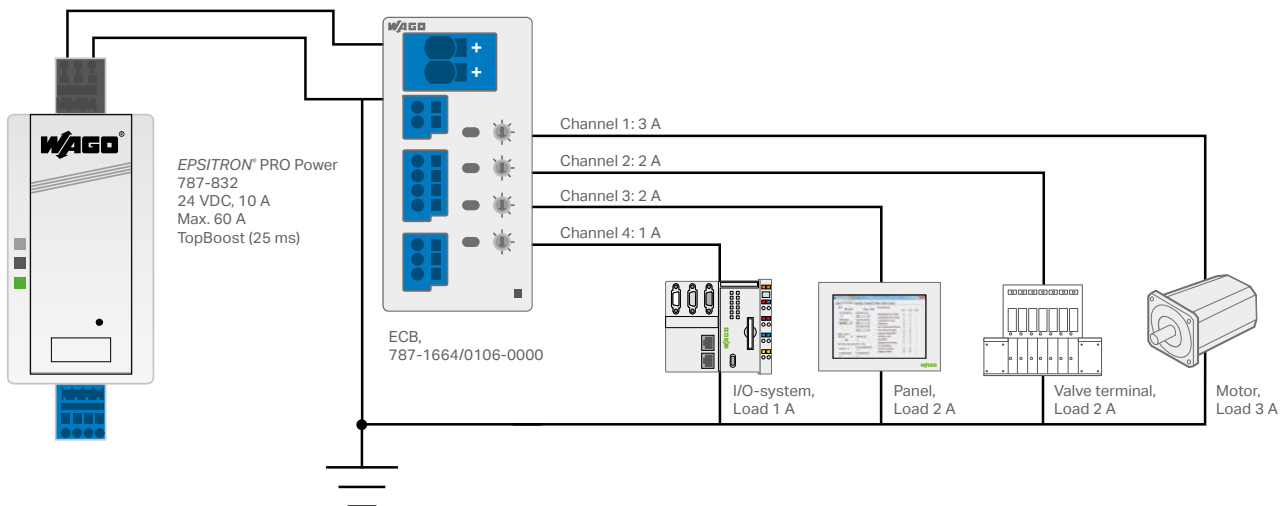 WAGO
+
+
WAGO®
EPSITRON® PRO Power
787-832
24 VDC, 10 A
Max. 60 A
TopBoost (25 ms)
Channel 1: 3 A
Channel 2: 2 A
Channel 3: 2 A
Channel 4: 1 A
ECB,
787-1664/0106-0000
WAGO
WAGO
I/O-system,
Load 1 A
Panel,
Load 2 A
Valve terminal,
Load 2 A
Motor,
Load 3 A